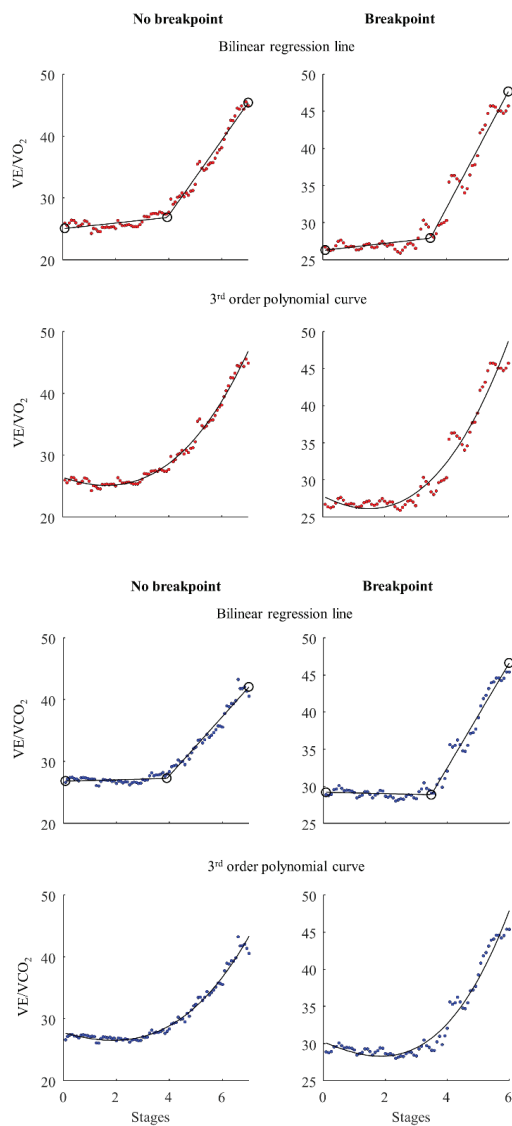 No breakpoint Breakpoint
Bilinear regression line
50 50
45
40 40
VE/VO2
35
30 30
20 25
3rd order polynomial curve
50 50
45
40 40
VE/VO2
35
30 30
20 25
No breakpoint Breakpoint
Bilinear regression line
50 50
45
40 40
VE/VCO2
35
30 30
20 25
3rd order polynomial curve
50 50
45
40 40
VE/VCO2
35
30 30
20 25
0 2 4 6 0 2 4 6
Stages Stages